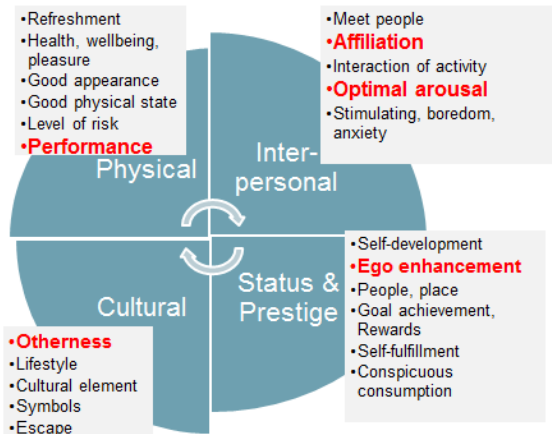 •Refreshment
•Health, wellbeing,
pleasure
•Good appearance
•Good physical state
•Level of risk
•Performance
Physical
•Meet people
•Affiliation
•Interaction of activity
•Optimal arousal
•Stimulating, boredom,
anxiety
Inter-
personal
Cultural
•Otherness
•Lifestyle
•Cultural element
•Symbols
•Escape
Status &
Prestige
•Self-development
•Ego enhancement
•People, place
•Goal achievement,
Rewards
•Self-fulfillment
•Conspicuous
consumption